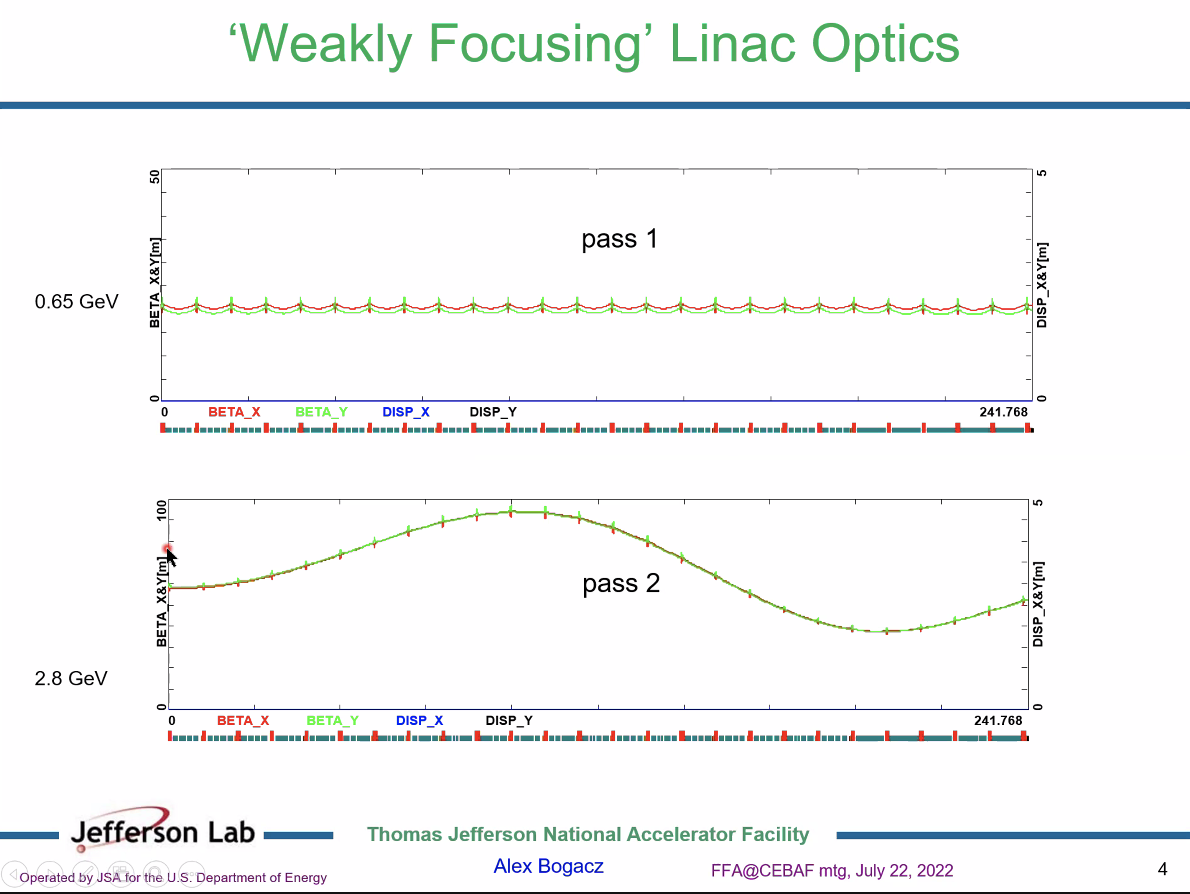 ‘Weakly Focusing’ Linac Optics
50
5
pass 1
BETA_X&Y[m]
DISP_X&Y[m]
0.65 GeV
0
0
0 BETA_X BETA_Y DISP_X DISP_Y 241.768
100
5
pass 2
BETA_X&Y[m]
DISP_X&Y[m]
2.8 GeV
0
0
0 BETA_X BETA_Y DISP_X DISP_Y 241.768
Jefferson Lab
Thomas Jefferson National Accelerator Facility
Operated by JSA for the U.S. Department of Energy
Alex Bogacz
FFA@CEBAF mtg, July 22, 2022
4